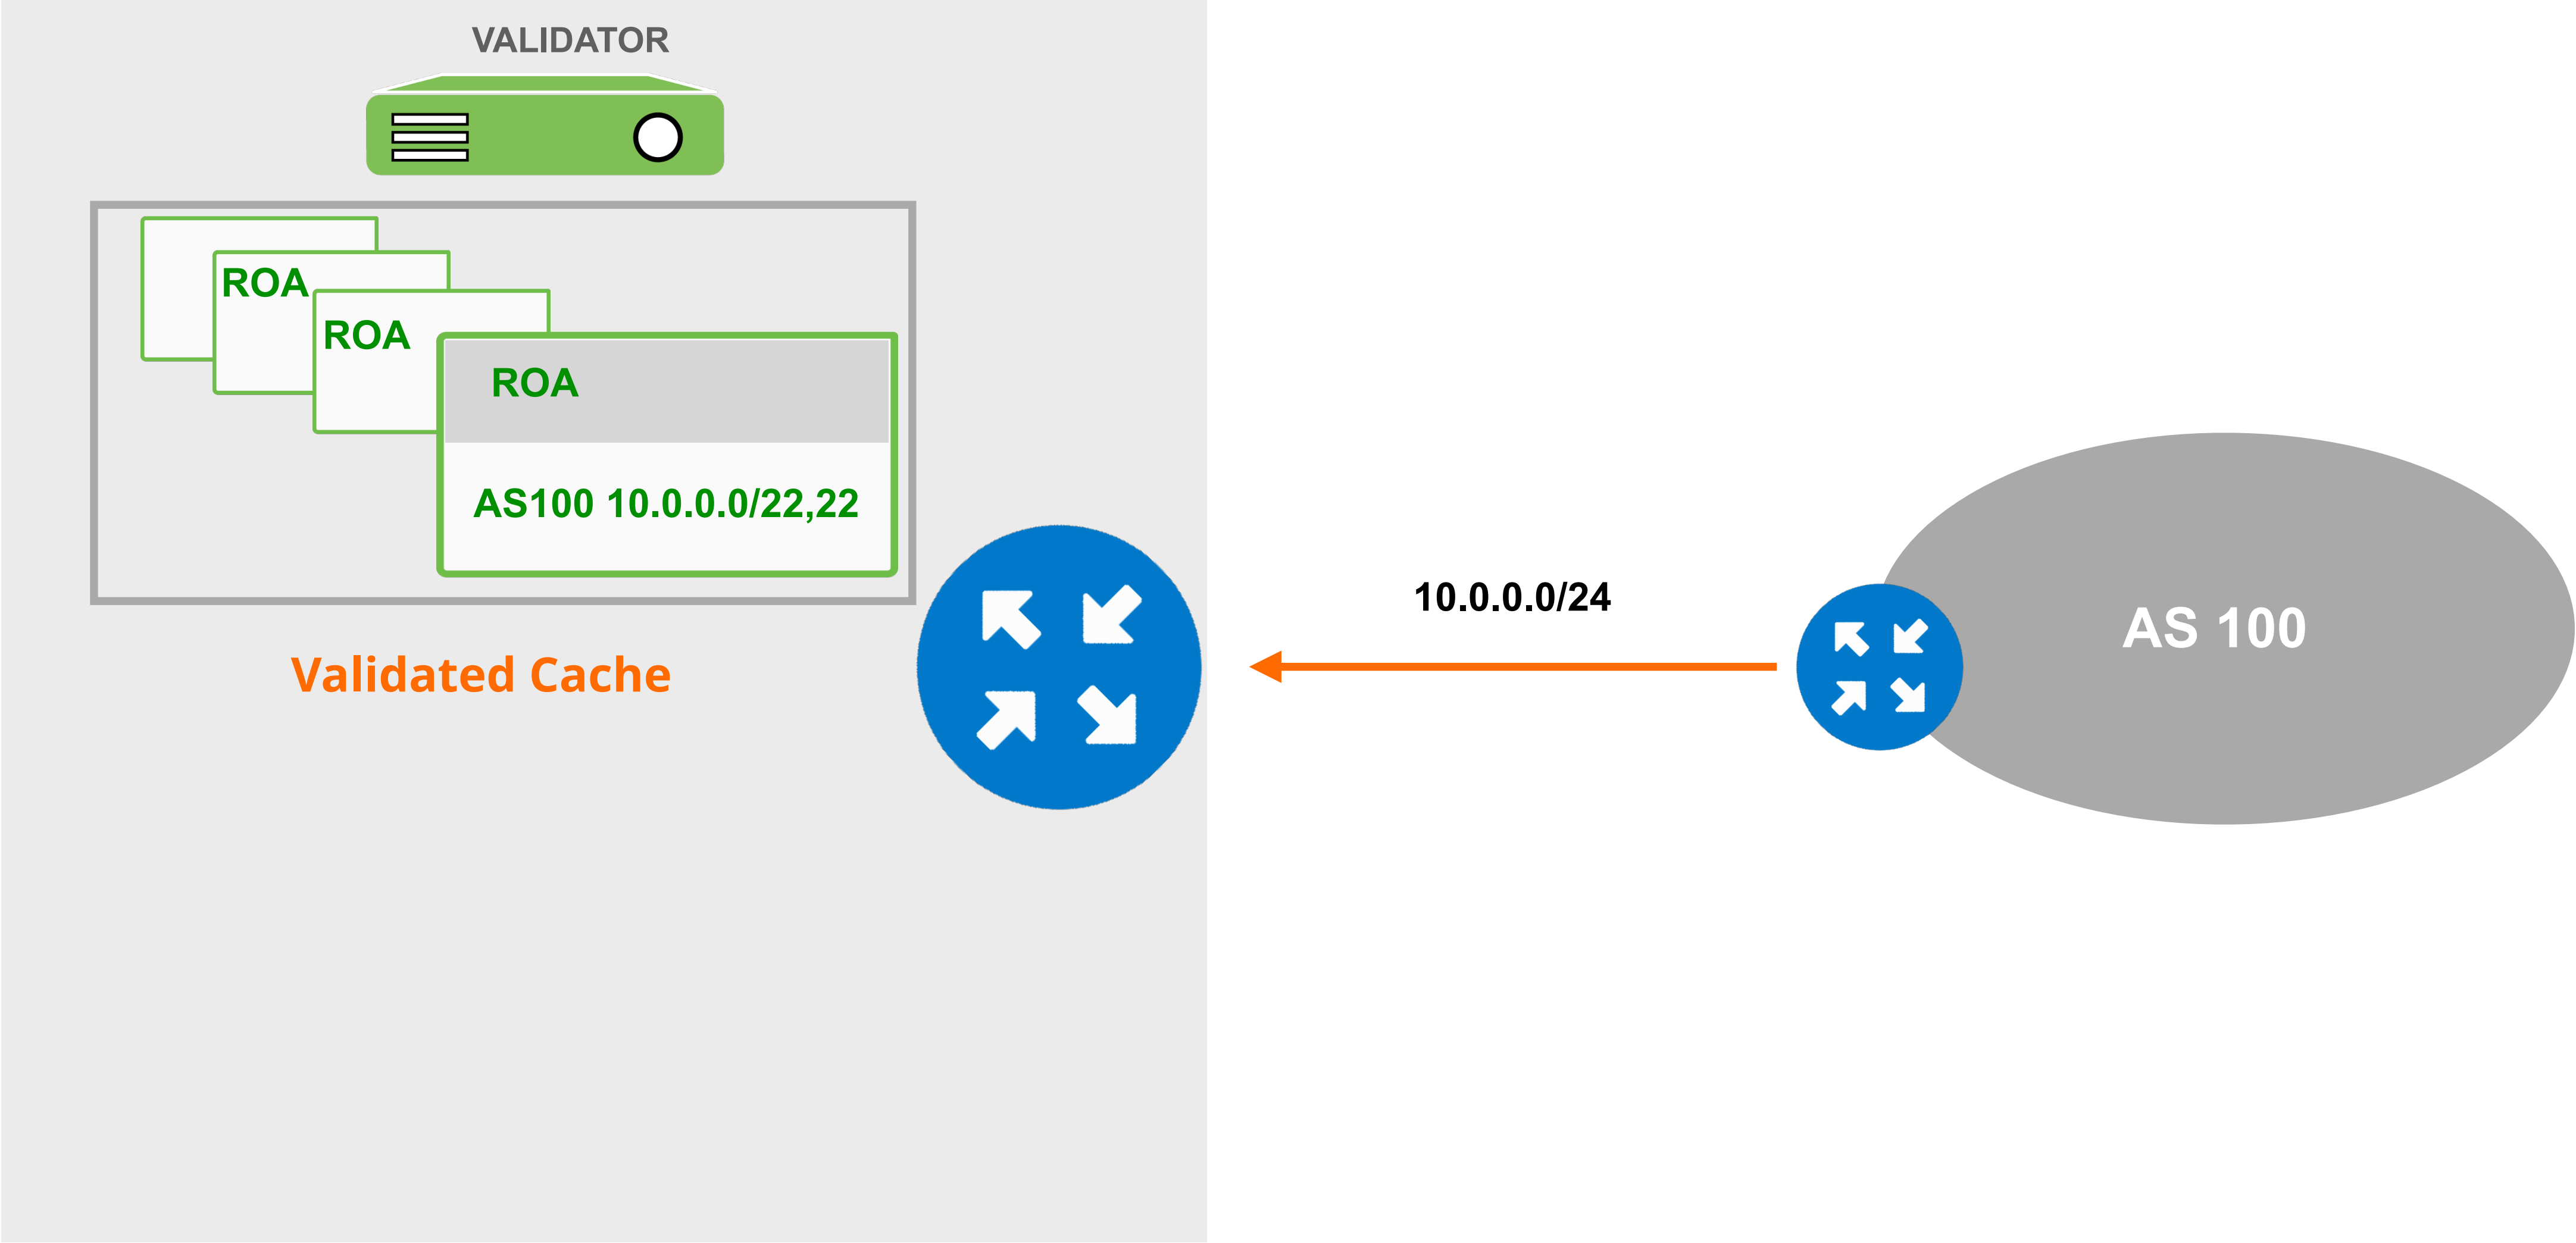 VALIDATOR
ROA
ROA
ROA
AS100 10.0.0.0/22,22
Validated Cache
10.0.0.0/24
AS 100